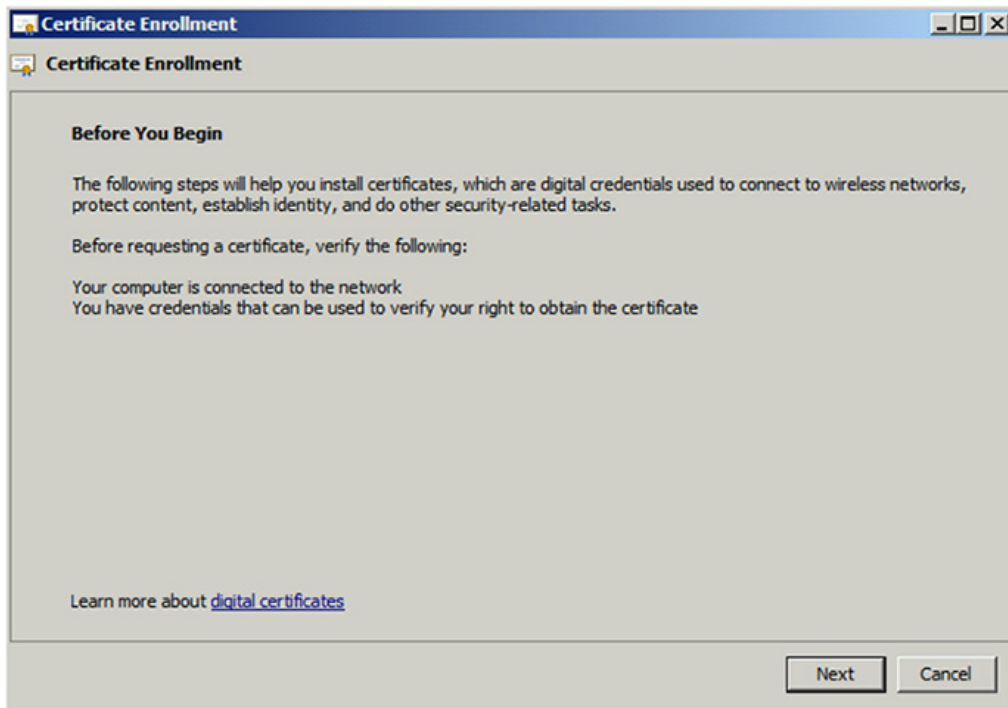 Certificate Enrollment
Certificate Enrollment
Before You Begin
The following steps will help you install certificates, which are digital credentials used to connect to wireless networks,
protect content, establish identity, and do other security-related tasks.
Before requesting a certificate, verify the following:
Your computer is connected to the network
You have credentials that can be used to verify your right to obtain the certificate
Learn more about digital certificates
Next Cancel